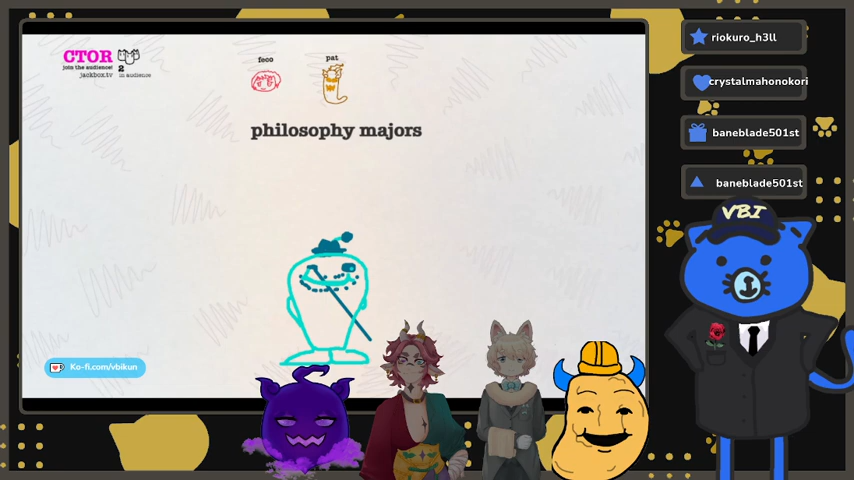 CTOR
join the audience!
jackbox.tv
2
in audience
feco
pat
philosophy majors
Ko-fi.com/vbikun
riokuro_h3ll
crystalmahonokori
baneblade501st
baneblade501st
VBI